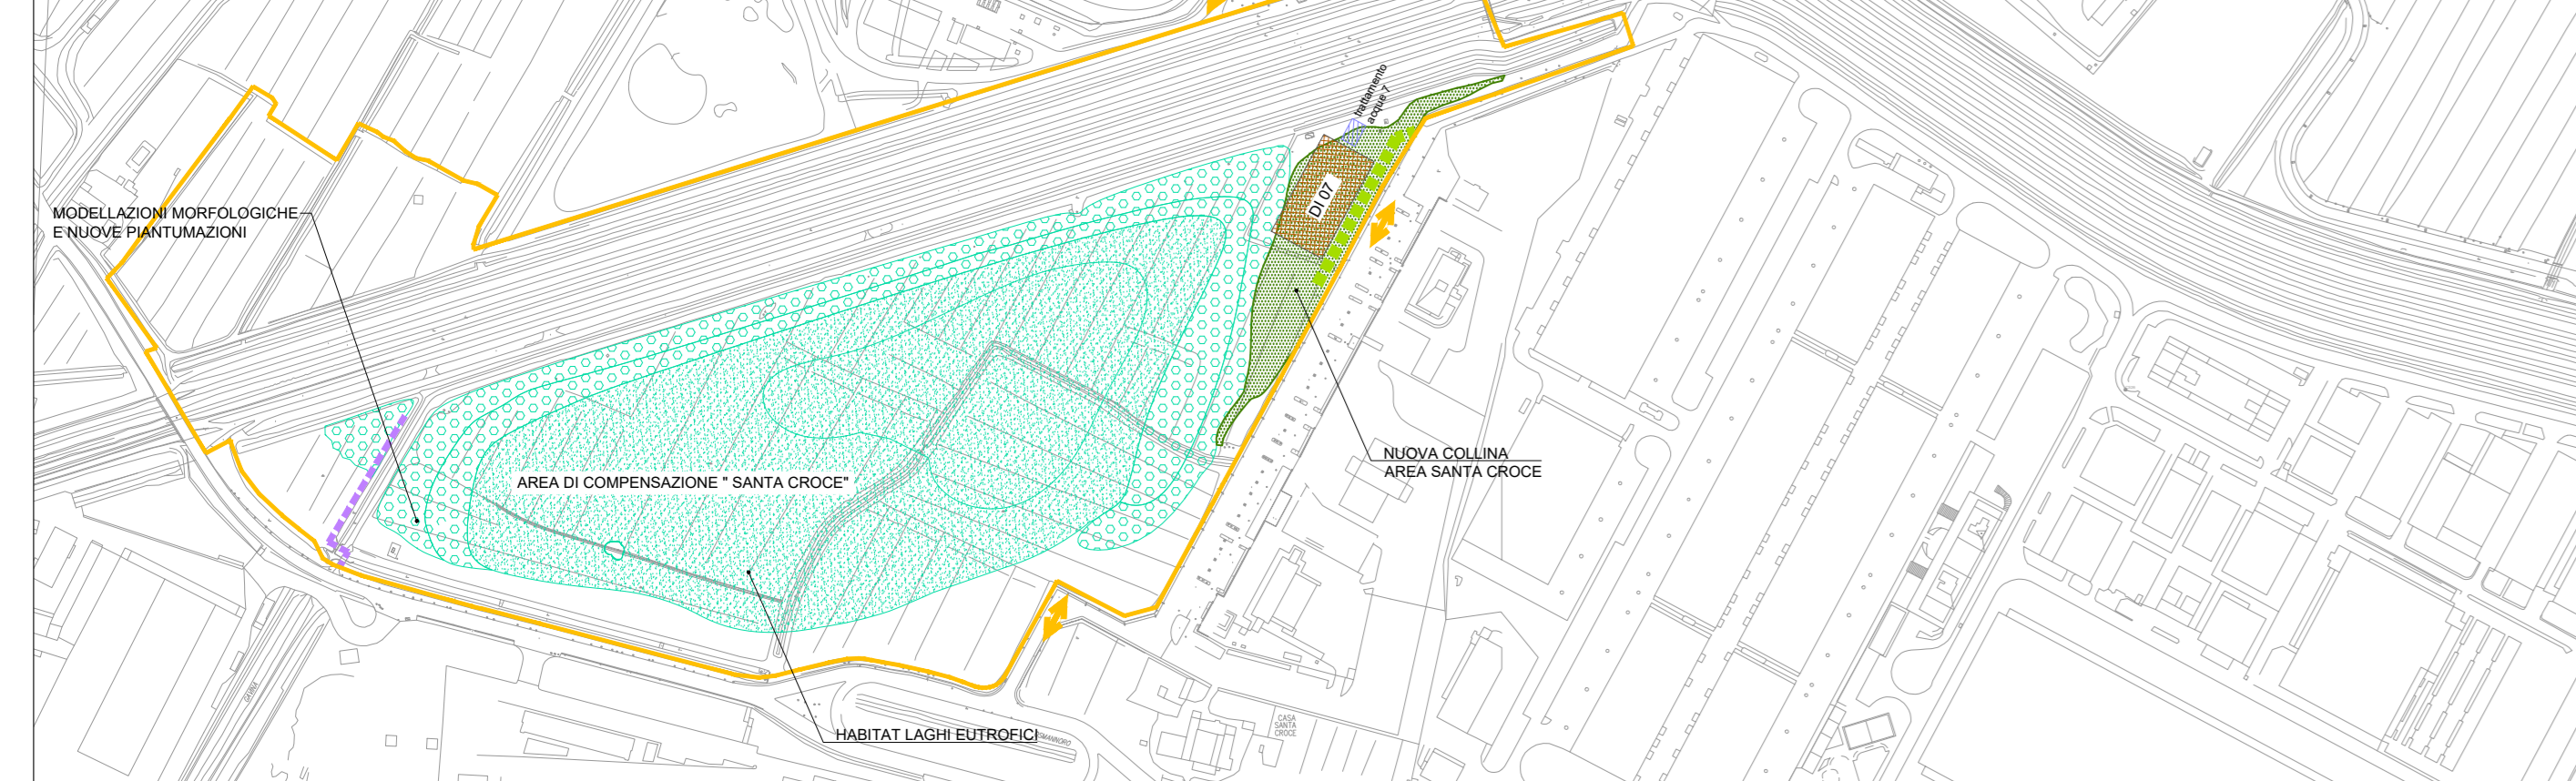 trattamento
acque 7
DI 07
MODELLAZIONI MORFOLOGICHE
E NUOVE PIANTUMAZIONI
NUOVA COLLINA
AREA SANTA CROCE
AREA DI COMPENSAZIONE " SANTA CROCE"
HABITAT LAGHI EUTROFICI
CASA
SANTA
CROCE